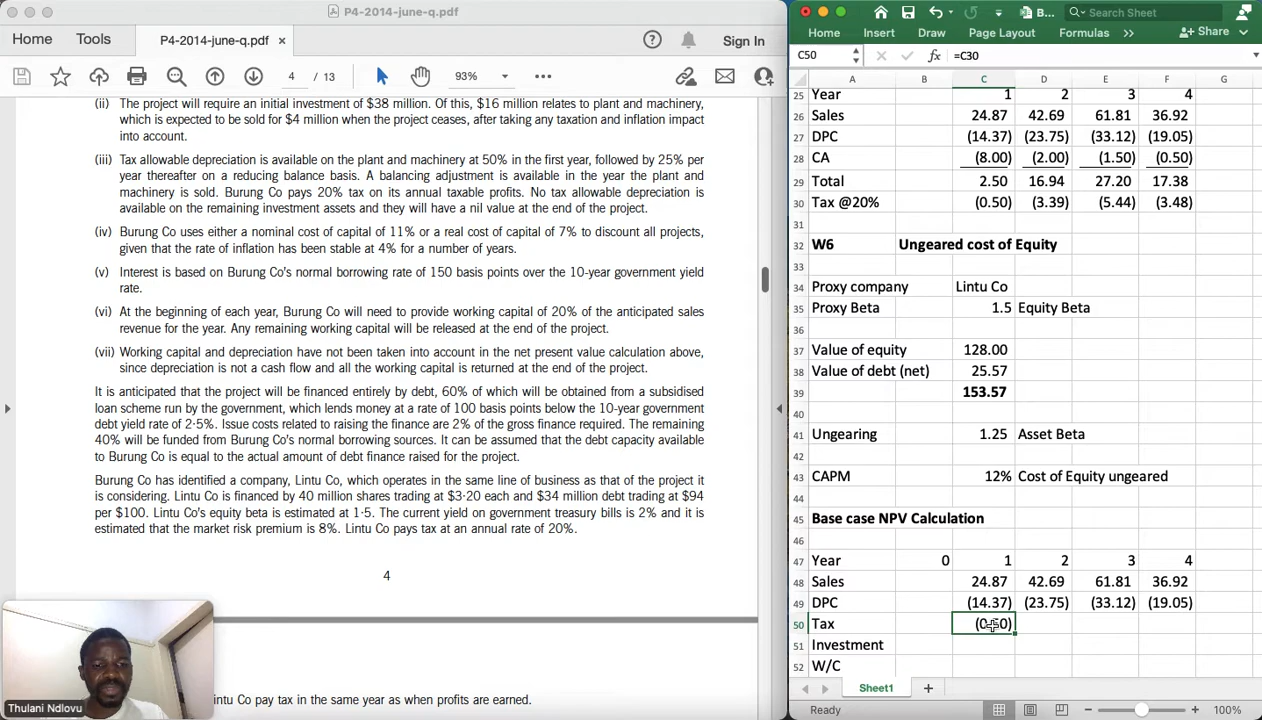 P4-2014-june-q.pdf
Home Tools P4-2014-june-q.pdf × Sign In
4 / 13 93%
(ii) The project will require an initial investment of $38 million. Of this, $16 million relates to plant and machinery,
which is expected to be sold for $4 million when the project ceases, after taking any taxation and inflation impact
into account.
(iii) Tax allowable depreciation is available on the plant and machinery at 50% in the first year, followed by 25% per
year thereafter on a reducing balance basis. A balancing adjustment is available in the year the plant and
machinery is sold. Burung Co pays 20% tax on its annual taxable profits. No tax allowable depreciation is
available on the remaining investment assets and they will have a nil value at the end of the project.
(iv) Burung Co uses either a nominal cost of capital of 11% or a real cost of capital of 7% to discount all projects,
given that the rate of inflation has been stable at 4% for a number of years.
(v) Interest is based on Burung Co's normal borrowing rate of 150 basis points over the 10-year government yield
rate.
(vi) At the beginning of each year, Burung Co will need to provide working capital of 20% of the anticipated sales
revenue for the year. Any remaining working capital will be released at the end of the project.
(vii) Working capital and depreciation have not been taken into account in the net present value calculation above,
since depreciation is not a cash flow and all the working capital is returned at the end of the project.
It is anticipated that the project will be financed entirely by debt, 60% of which will be obtained from a subsidised
loan scheme run by the government, which lends money at a rate of 100 basis points below the 10-year government
debt yield rate of 2·5%. Issue costs related to raising the finance are 2% of the gross finance required. The remaining
40% will be funded from Burung Co's normal borrowing sources. It can be assumed that the debt capacity available
to Burung Co is equal to the actual amount of debt finance raised for the project.
Burung Co has identified a company, Lintu Co, which operates in the same line of business as that of the project it
is considering. Lintu Co is financed by 40 million shares trading at $3·20 each and $34 million debt trading at $94
per $100. Lintu Co's equity beta is estimated at 1·5. The current yield on government treasury bills is 2% and it is
estimated that the market risk premium is 8%. Lintu Co pays tax at an annual rate of 20%.
4
intu Co pay tax in the same year as when profits are earned.
Thulani Ndlovu
B... Search Sheet
Home Insert Draw Page Layout Formulas Share
C50 fx =C30
A B C D E F G
25 Year 1 2 3 4
26 Sales 24.87 42.69 61.81 36.92
27 DPC (14.37) (23.75) (33.12) (19.05)
28 CA (8.00) (2.00) (1.50) (0.50)
29 Total 2.50 16.94 27.20 17.38
30 Tax @20% (0.50) (3.39) (5.44) (3.48)
31
32 W6 Ungeared cost of Equity
33
34 Proxy company Lintu Co
35 Proxy Beta 1.5 Equity Beta
36
37 Value of equity 128.00
38 Value of debt (net) 25.57
39 153.57
40
41 Ungearing 1.25 Asset Beta
42
43 CAPM 12% Cost of Equity ungeared
44
45 Base case NPV Calculation
46
47 Year 0 1 2 3 4
48 Sales 24.87 42.69 61.81 36.92
49 DPC (14.37) (23.75) (33.12) (19.05)
50 Tax (0.50)
51 Investment
52 W/C
Sheet1
Ready 100%